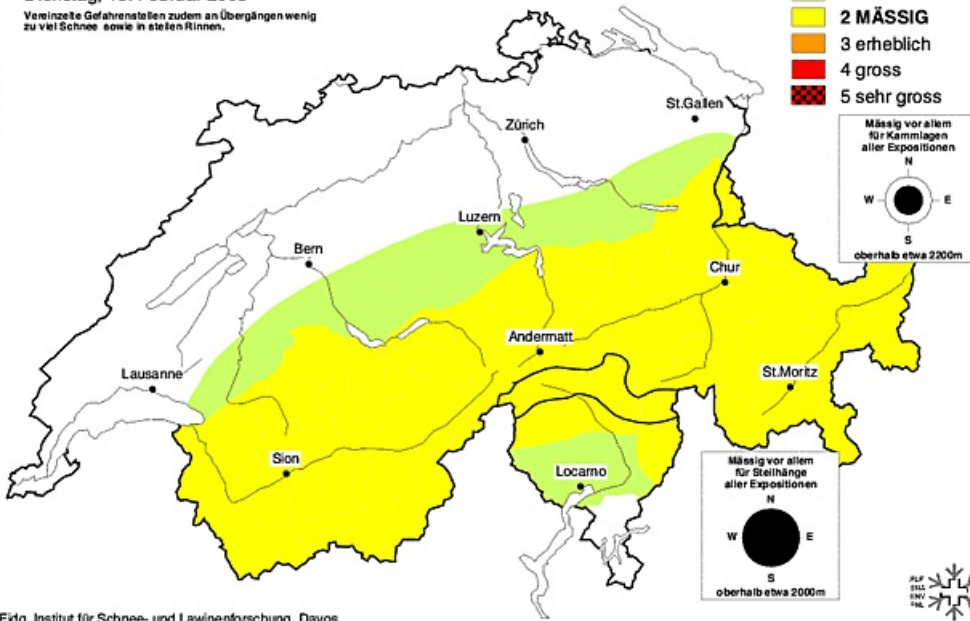 Vereinzelte Gefahrenstellen zudem an Übergängen wenig
zu viel Schnee sowie in steilen Rinnen.
2 MÄSSIG
3 erheblich
4 gross
5 sehr gross
St.Gallen
Zürich
Mässig vor allem
für Kammlagen
aller Expositionen
N
W
E
S
oberhalb etwa 2200m
Luzern
Bern
Chur
Andermatt
Lausanne
St.Moritz
Sion
Locarno
Mässig vor allem
für Steilhänge
aller Expositionen
N
W
E
S
oberhalb etwa 2000m
SLF
ENV
SNL
Eidg. Institut für Schnee- und Lawinenforschung, Davos